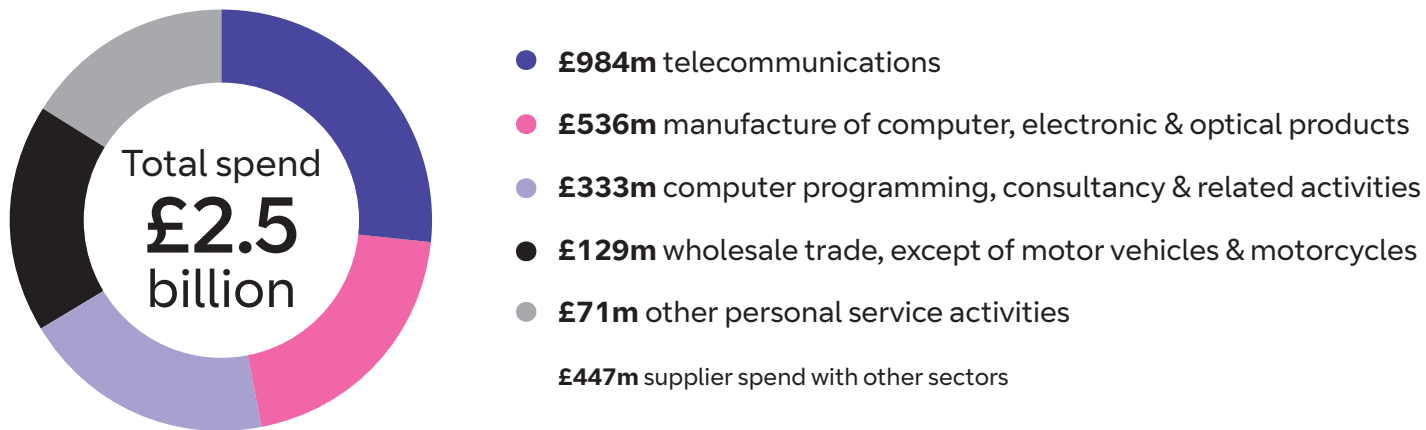 Total spend
£2.5
billion
£984m telecommunications
£536m manufacture of computer, electronic & optical products
£333m computer programming, consultancy & related activities
£129m wholesale trade, except of motor vehicles & motorcycles
£71m other personal service activities
£447m supplier spend with other sectors